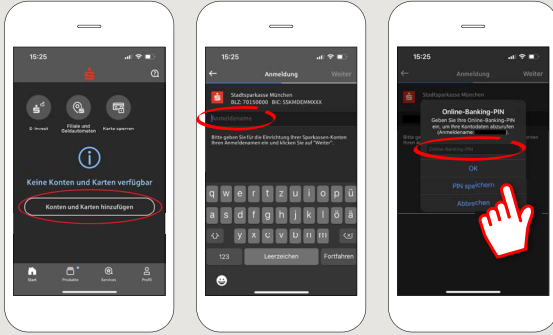 15:25
S-Invest
Filiale und
Geldautomaten
Karte sperren
Keine Konten und Karten verfügbar
Konten und Karten hinzufügen
Start
Produkte
Services
Profil
15:25
Anmeldung
Weiter
Stadtsparkasse München
BLZ: 70150000 BIC: SSKMDEMMXXX
Anmeldename
Bitte geben Sie für die Einrichtung Ihrer Sparkassen-Konten
Ihren Anmeldenamen ein und klicken Sie auf "Weiter".
q w e r t z u i o p ü
a s d f g h j k l ö ä
y x c v b n m
123
Leerzeichen
Fortfahren
15:25
Anmeldung
Weiter
Stadtsparkasse München
Online-Banking-PIN
Geben Sie Ihre Online-Banking-PIN
ein, um Ihre Kontodaten abzurufen
(Anmeldename: ).
Online-Banking-PIN
OK
PIN speichern
Abbrechen